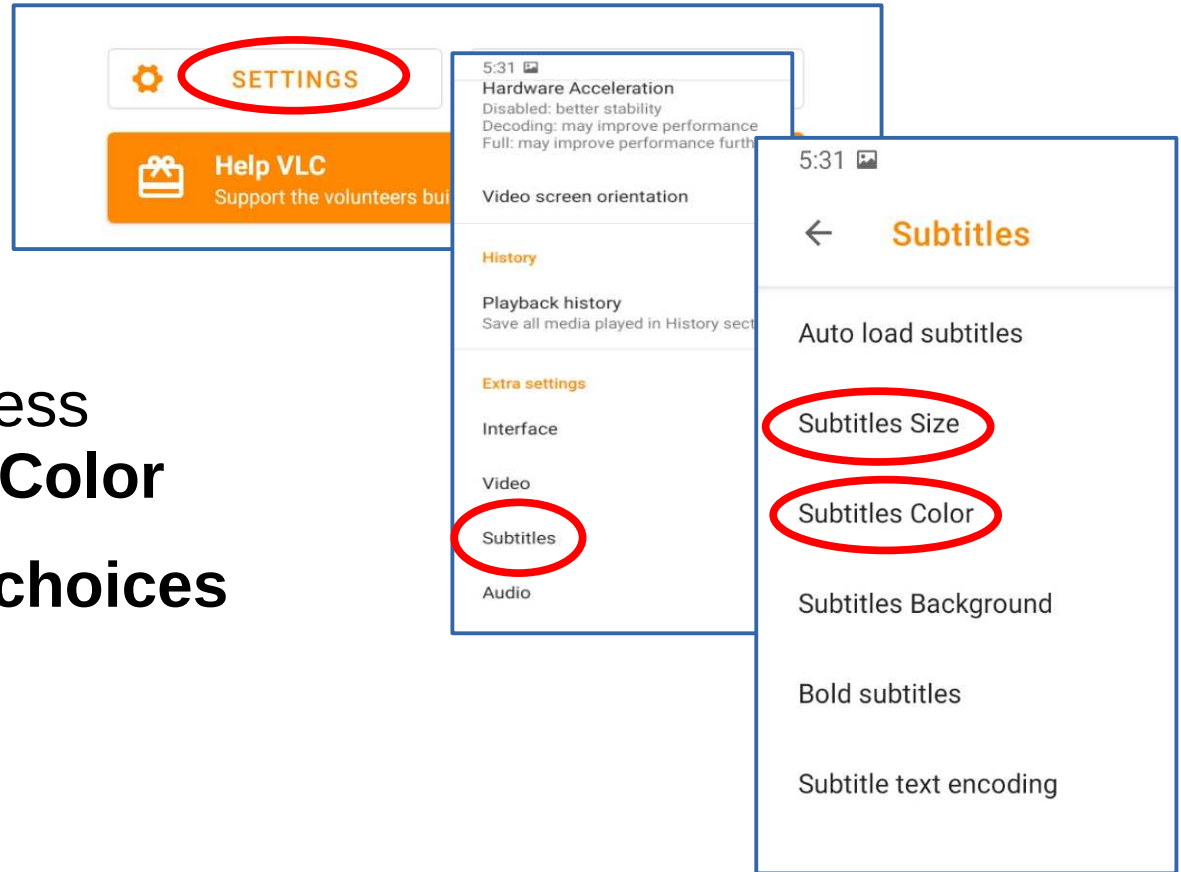 SETTINGS
Help VLC
Support the volunteers bui
5:31
Hardware Acceleration
Disabled: better stability
Decoding: may improve performance
Full: may improve performance furth
Video screen orientation
History
Playback history
Save all media played in History sect
Extra settings
Interface
Video
Subtitles
Audio
5:31
Subtitles
Auto load subtitles
Subtitles Size
Subtitles Color
Subtitles Background
Bold subtitles
Subtitle text encoding
ess
Color
choices